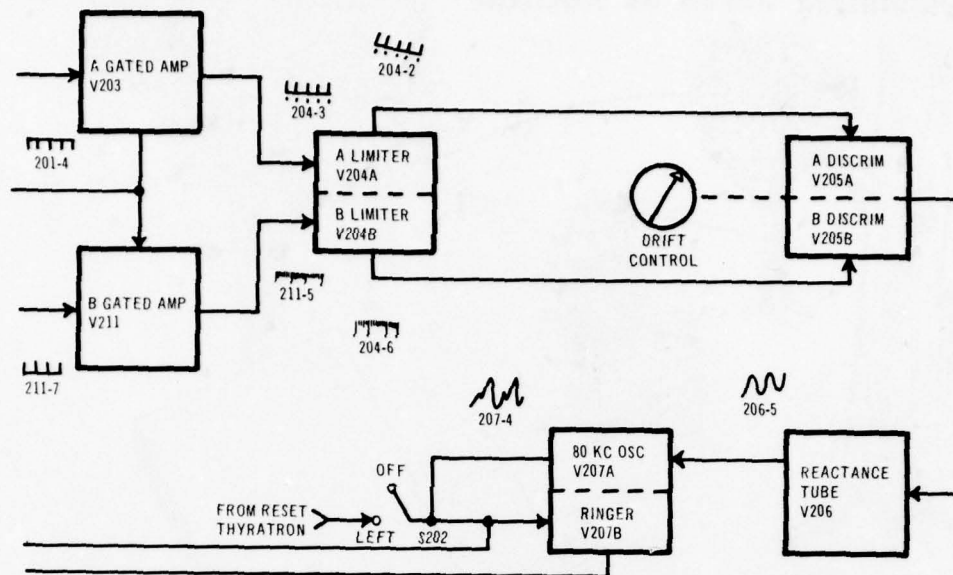 A GATED AMP
V203
204-2
204-3
201-4
A LIMITER
V204A
B LIMITER
V204B
A DISCRIM
V205A
B DISCRIM
V205B
DRIFT
CONTROL
B GATED AMP
V211
211-5
204-6
211-7
207-4
206-5
80 KC OSC
V207A
RINGER
V207B
REACTANCE
TUBE
V206
OFF
FROM RESET
THYRATRON
LEFT
S202